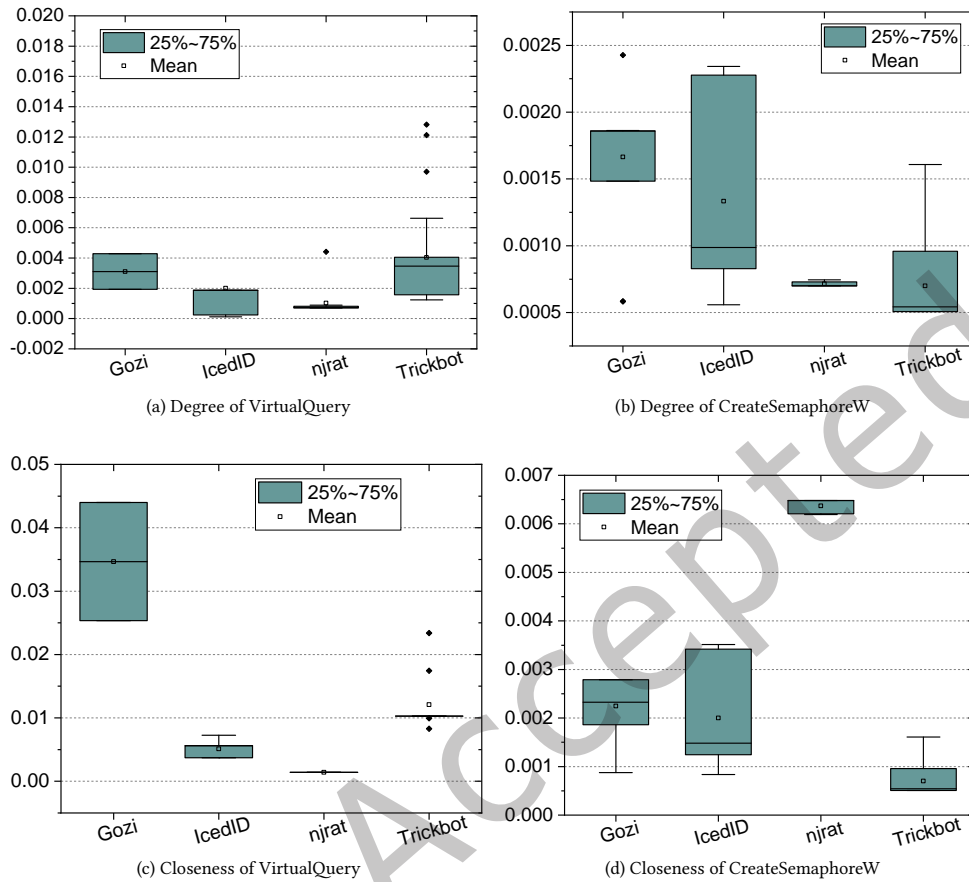 0.020
0.018
0.016
0.014
0.012
0.010
0.008
0.006
0.004
0.002
0.000
-0.002
25%~75%
Mean
Gozi
IcedID
njrat
Trickbot
(a) Degree of VirtualQuery
0.0025
0.0020
0.0015
0.0010
0.0005
25%~75%
Mean
Gozi
IcedID
njrat
Trickbot
(b) Degree of CreateSemaphoreW
0.05
0.04
0.03
0.02
0.01
0.00
25%~75%
Mean
Gozi
IcedID
njrat
Trickbot
(c) Closeness of VirtualQuery
0.007
0.006
0.005
0.004
0.003
0.002
0.001
0.000
25%~75%
Mean
Gozi
IcedID
njrat
Trickbot
(d) Closeness of CreateSemaphoreW
Accepted